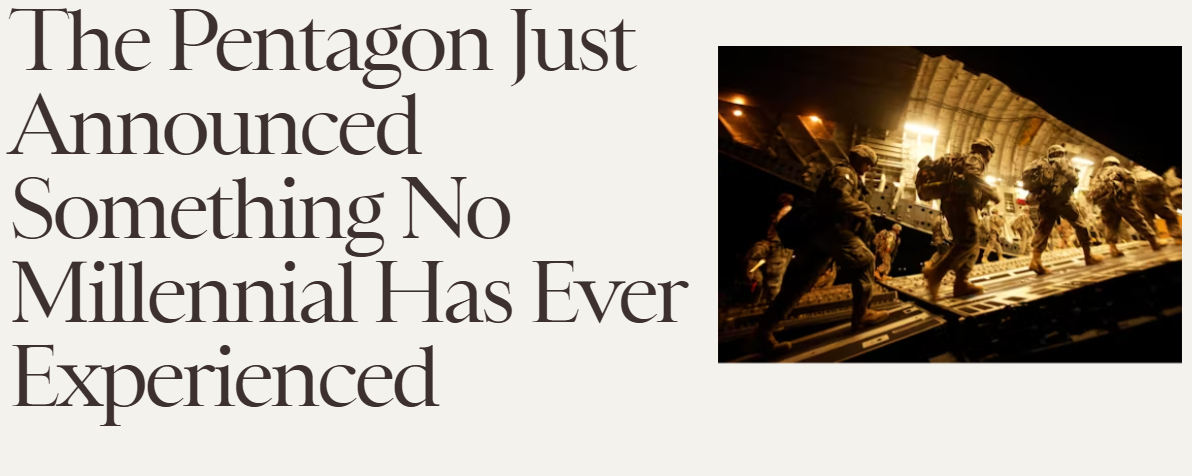 The Pentagon Just
Announced
Something No
Millennial Has Ever
Experienced